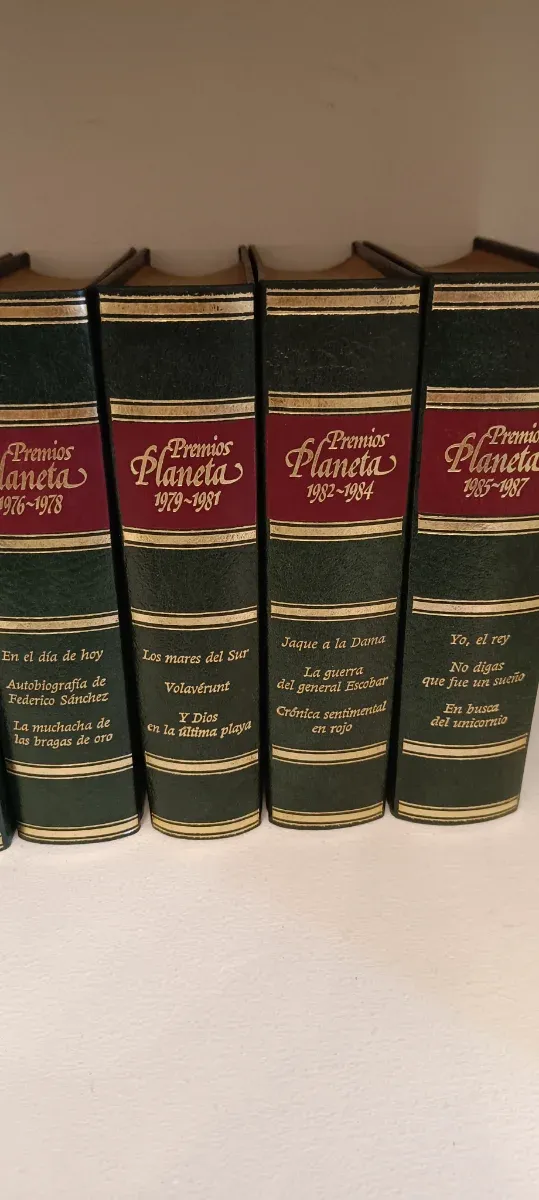 Premios
Planeta
1976~1978
En el día de hoy
Autobiografía de
Federico Sánchez
La muchacha de
las bragas de oro
Premios
Planeta
1979~1981
Los mares del Sur
Volavérunt
Y Dios
en la última playa
Premios
Planeta
1982~1984
Jaque a la Dama
La guerra
del general Escobar
Crónica sentimental
en rojo
Premios
Planeta
1985~1987
Yo, el rey
No digas
que fue un sueño
En busca
del unicornio